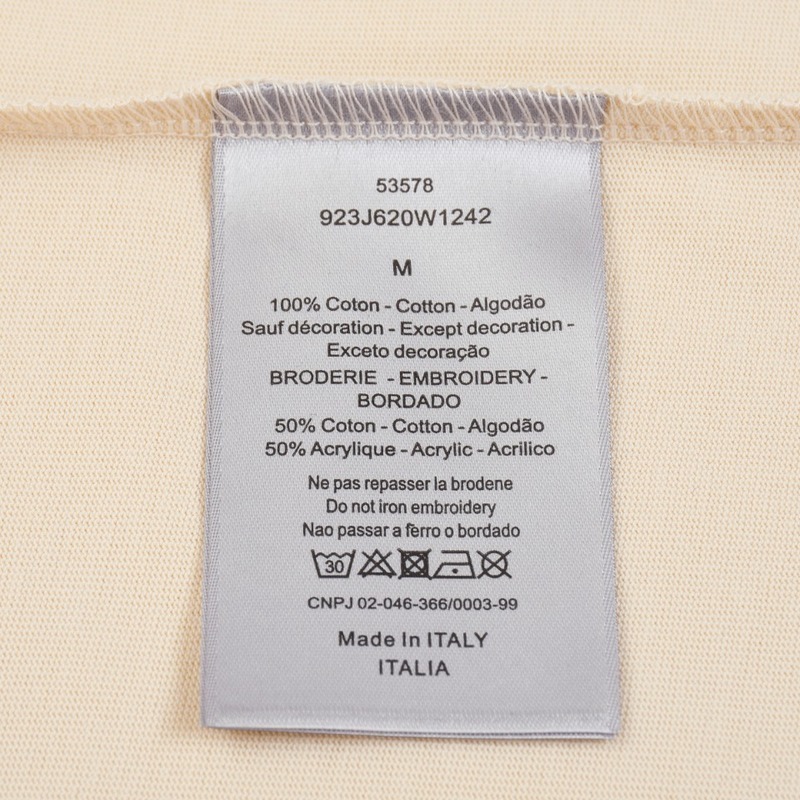 53578
923J620W1242
M
100% Coton - Cotton - Algodão
Sauf décoration - Except decoration -
Exceto decoração
BRODERIE - EMBROIDERY -
BORDADO
50% Coton - Cotton - Algodão
50% Acrylique - Acrylic - Acrilico
Ne pas repasser la brodene
Do not iron embroidery
Nao passar a ferro o bordado
30
CNPJ 02-046-366/0003-99
Made In ITALY
ITALIA